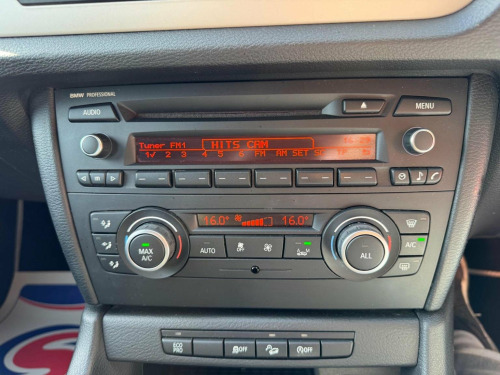 BMW PROFESSIONAL
AUDIO
MENU
Tuner FM1 HITS CAM
1/ 2 3 4 5 6 FM AM SET
16.0° 16.0°
AUTO OFF
MAX A/C
ALL
A/C
ECO PRO
OFF